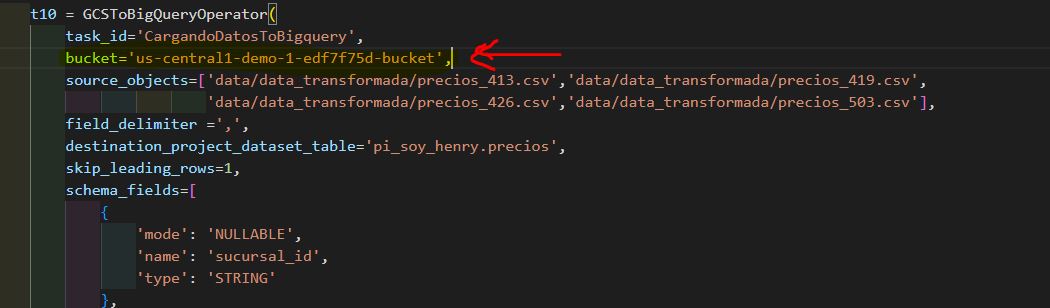 t10 = GCSToBigQueryOperator(
task_id='CargandoDatosToBigquery',
bucket='us-central1-demo-1-edf7f75d-bucket',
source_objects=['data/data_transformada/precios_413.csv','data/data_transformada/precios_419.csv',
'data/data_transformada/precios_426.csv','data/data_transformada/precios_503.csv'],
field_delimiter =',',
destination_project_dataset_table='pi_soy_henry.precios',
skip_leading_rows=1,
schema_fields=[
{
'mode': 'NULLABLE',
'name': 'sucursal_id',
'type': 'STRING'
},